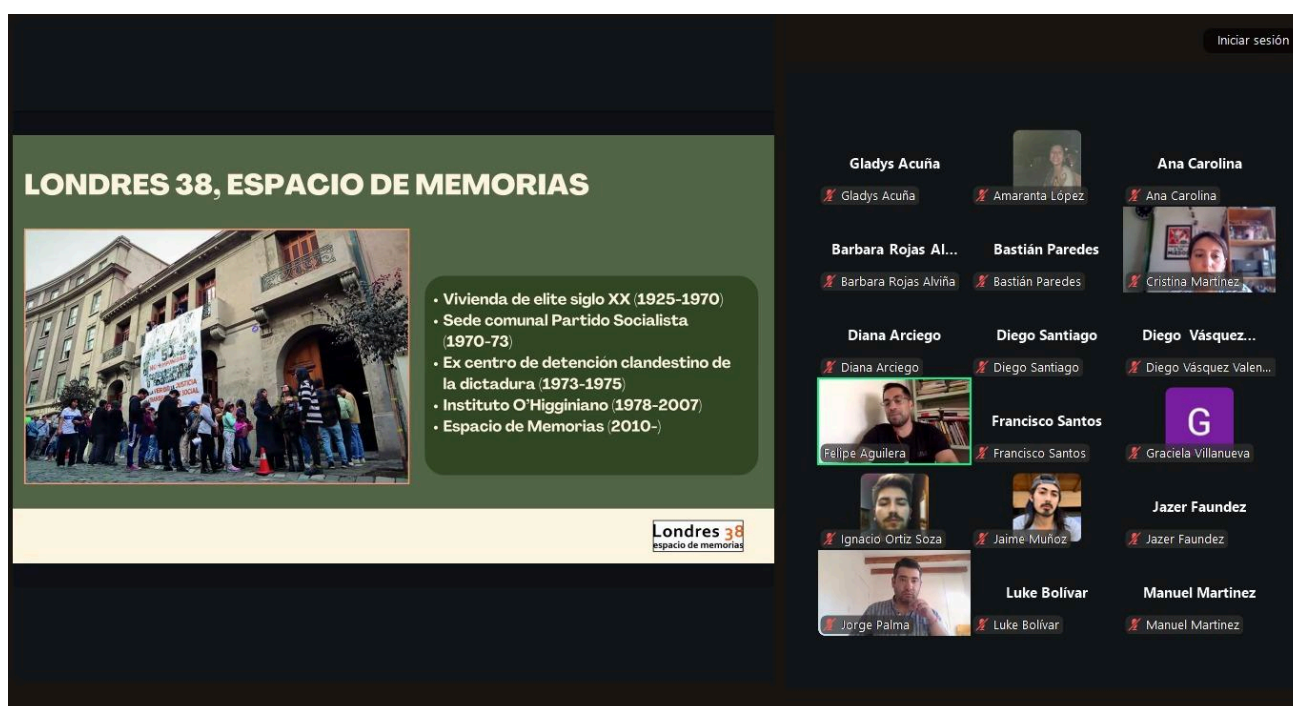 Iniciar sesión
LONDRES 38, ESPACIO DE MEMORIAS
VERDAD JUSTICIA
SOCIAL
• Vivienda de elite siglo XX (1925-1970)
• Sede comunal Partido Socialista
(1970-73)
• Ex centro de detención clandestino de
la dictadura (1973-1975)
• Instituto O'Higginiano (1978-2007)
• Espacio de Memorias (2010-)
Londres 38
espacio de memorias
Gladys Acuña
Ana Carolina
Gladys Acuña
Amaranta López
Ana Carolina
Barbara Rojas Al...
Bastián Paredes
Barbara Rojas Alviña
Bastián Paredes
Cristina Martínez
Diana Arciego
Diego Santiago
Diego Vásquez...
Diana Arciego
Diego Santiago
Diego Vásquez Valen...
Francisco Santos
G
Felipe Aguilera
Francisco Santos
Graciela Villanueva
Jazer Faundez
Ignacio Ortiz Soza
Jaime Muñoz
Jazer Faundez
Luke Bolívar
Manuel Martinez
Jorge Palma
Luke Bolívar
Manuel Martinez